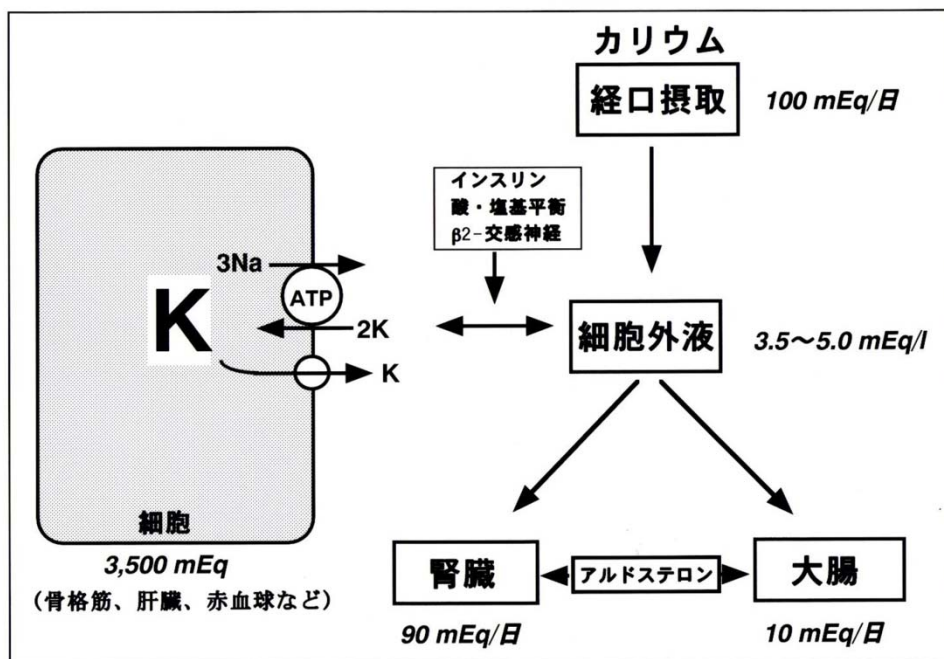 カリウム
経口摂取
100 mEq/日
インスリン
酸・塩基平衡
β2-交感神経
3Na
ATP
K
2K
K
細胞外液
3.5〜5.0 mEq/l
細胞
3,500 mEq
(骨格筋、肝臓、赤血球など)
腎臓
アルドステロン
大腸
90 mEq/日
10 mEq/日